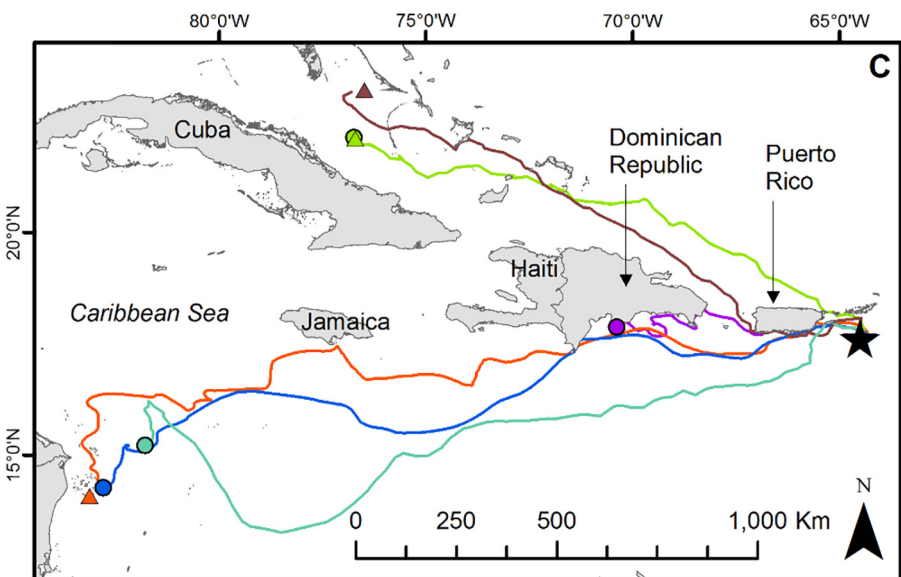 80°0'W 75°0'W 70°0'W 65°0'W
C
Cuba
Dominican
Republic
Puerto
Rico
20°0'N
Haiti
Caribbean Sea
Jamaica
15°0'N
N
0 250 500 1,000 Km